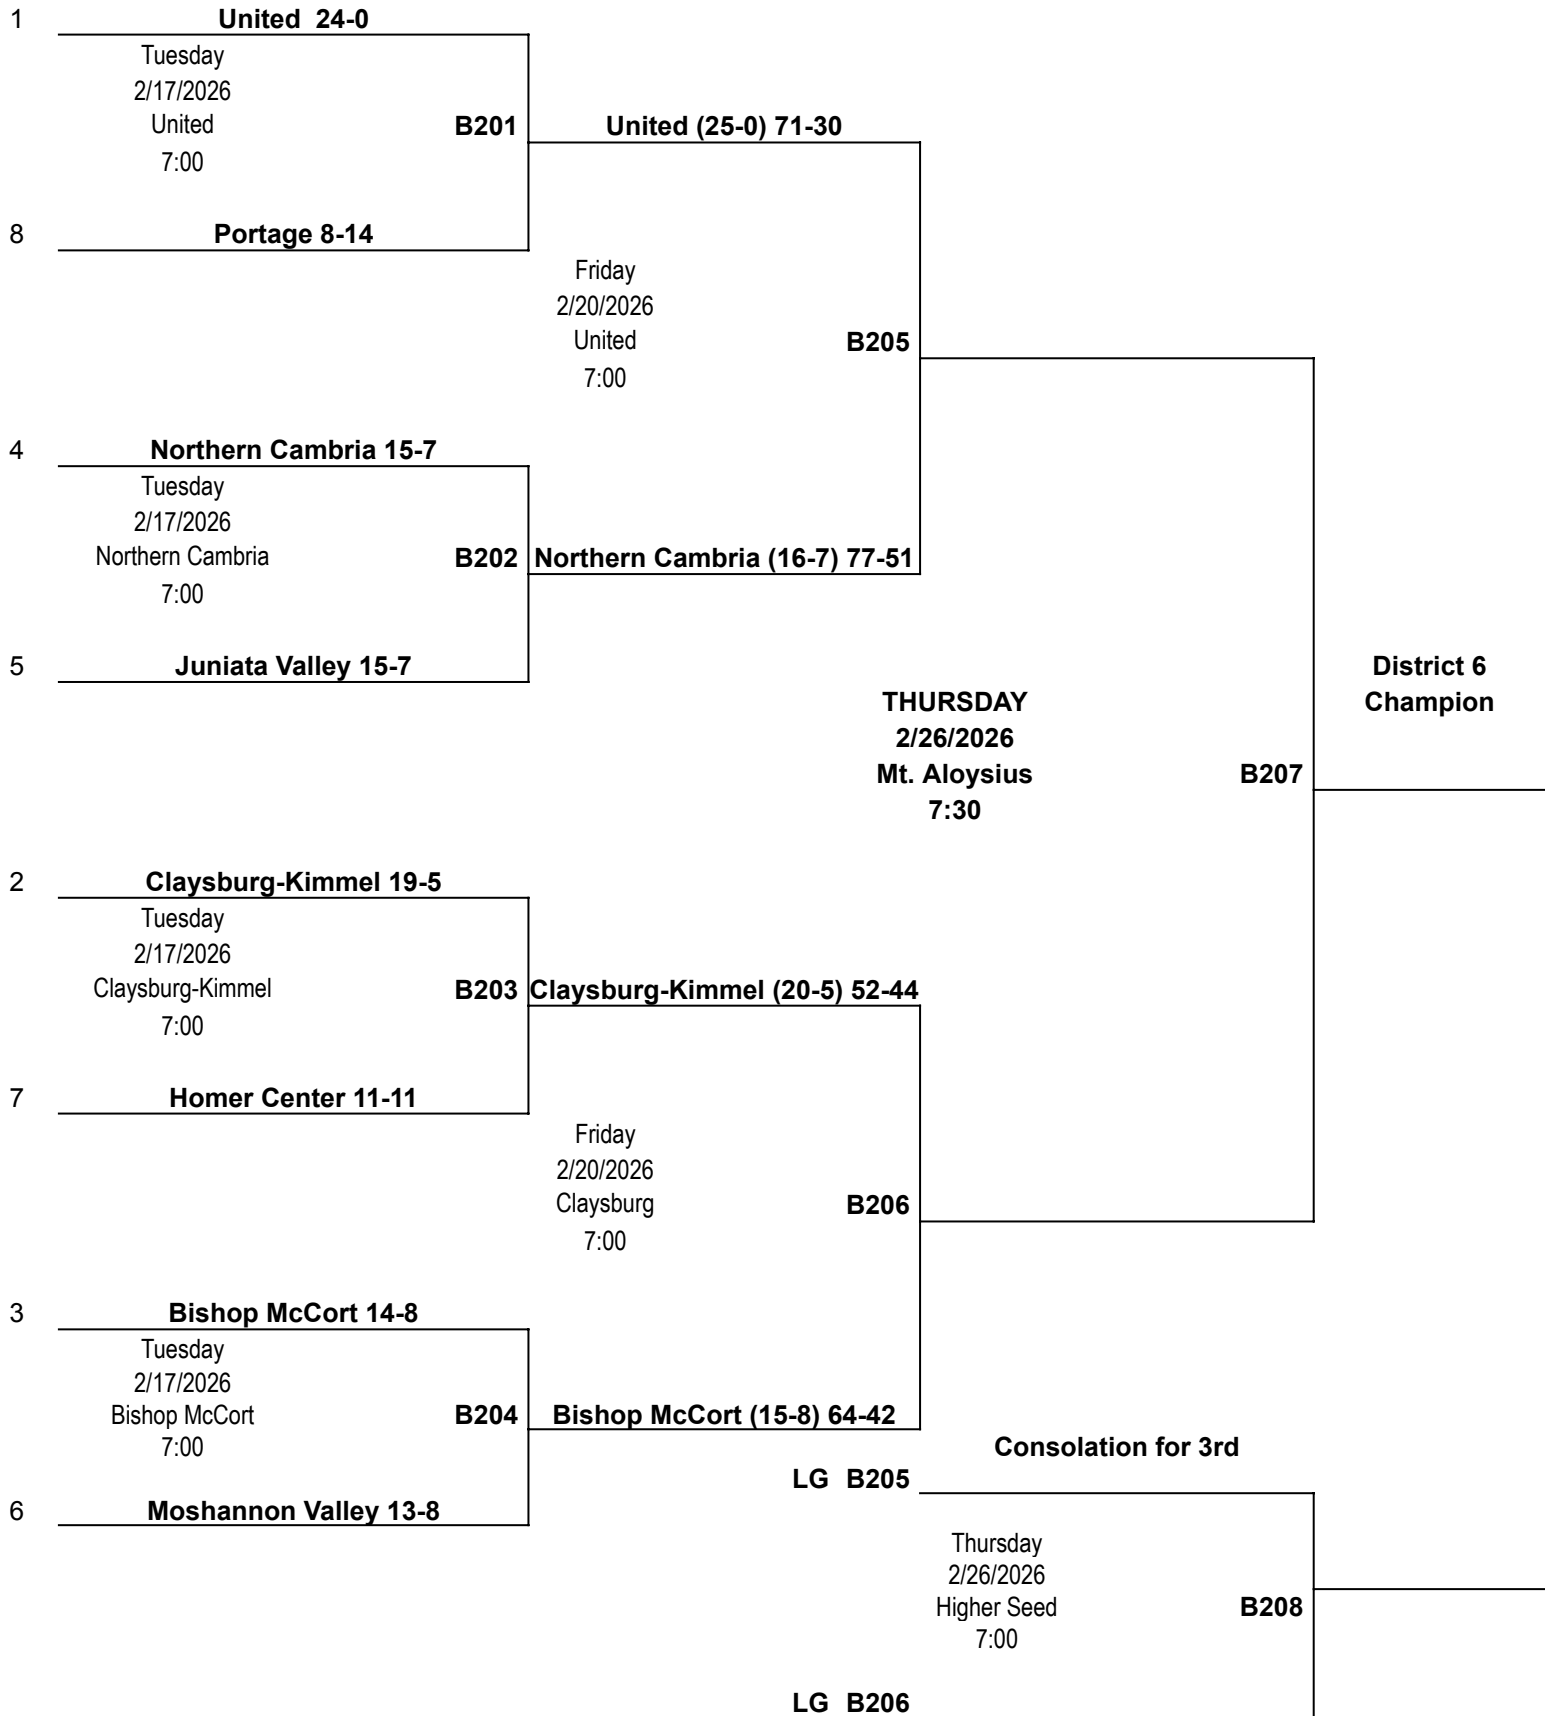 1
United 24-0
Tuesday
2/17/2026
United
7:00
B201
United (25-0) 71-30
8
Portage 8-14
Friday
2/20/2026
United
7:00
B205
4
Northern Cambria 15-7
Tuesday
2/17/2026
Northern Cambria
7:00
B202
Northern Cambria (16-7) 77-51
5
Juniata Valley 15-7
THURSDAY
2/26/2026
Mt. Aloysius
7:30
B207
District 6
Champion
2
Claysburg-Kimmel 19-5
Tuesday
2/17/2026
Claysburg-Kimmel
7:00
B203
Claysburg-Kimmel (20-5) 52-44
7
Homer Center 11-11
Friday
2/20/2026
Claysburg
7:00
B206
3
Bishop McCort 14-8
Tuesday
2/17/2026
Bishop McCort
7:00
B204
Bishop McCort (15-8) 64-42
6
Moshannon Valley 13-8
Consolation for 3rd
LG B205
Thursday
2/26/2026
Higher Seed
7:00
B208
LG B206